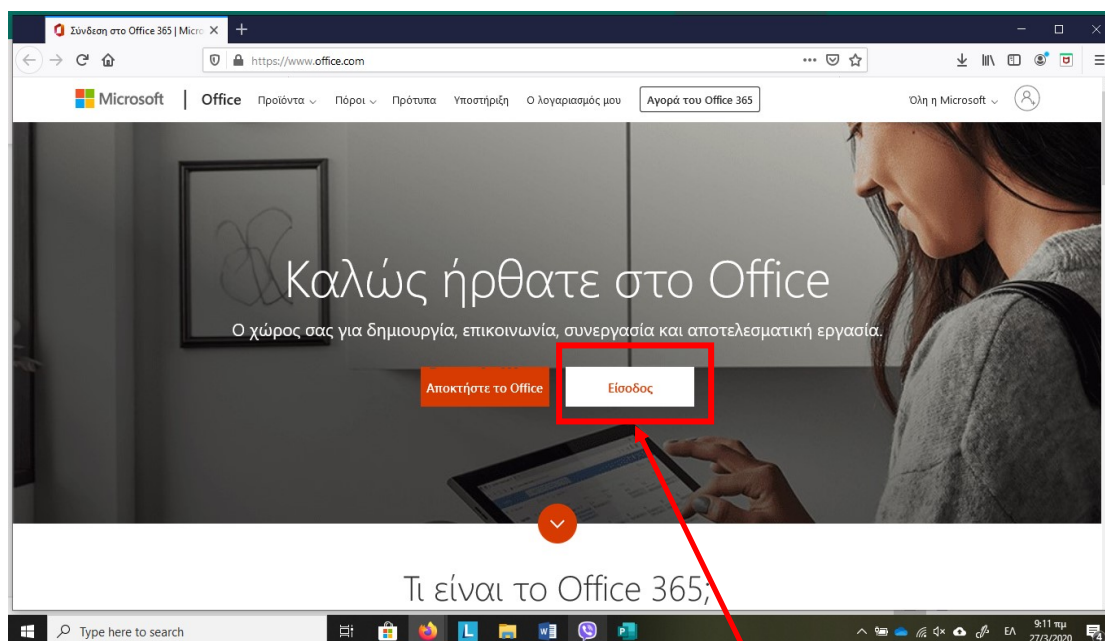 Σύνδεση στο Office 365 | Micro
https://www.office.com
Microsoft | Office Προϊόντα Πόροι Πρότυπα Υποστήριξη Ο λογαριασμός μου Αγορά του Office 365 Όλη η Microsoft
Καλώς ήρθατε στο Office
Ο χώρος σας για δημιουργία, επικοινωνία, συνεργασία και αποτελεσματική εργασία.
Αποκτήστε το Office Είσοδος
Τι είναι το Office 365;
Type here to search ΕΛ 9:11 πμ
27/3/2020